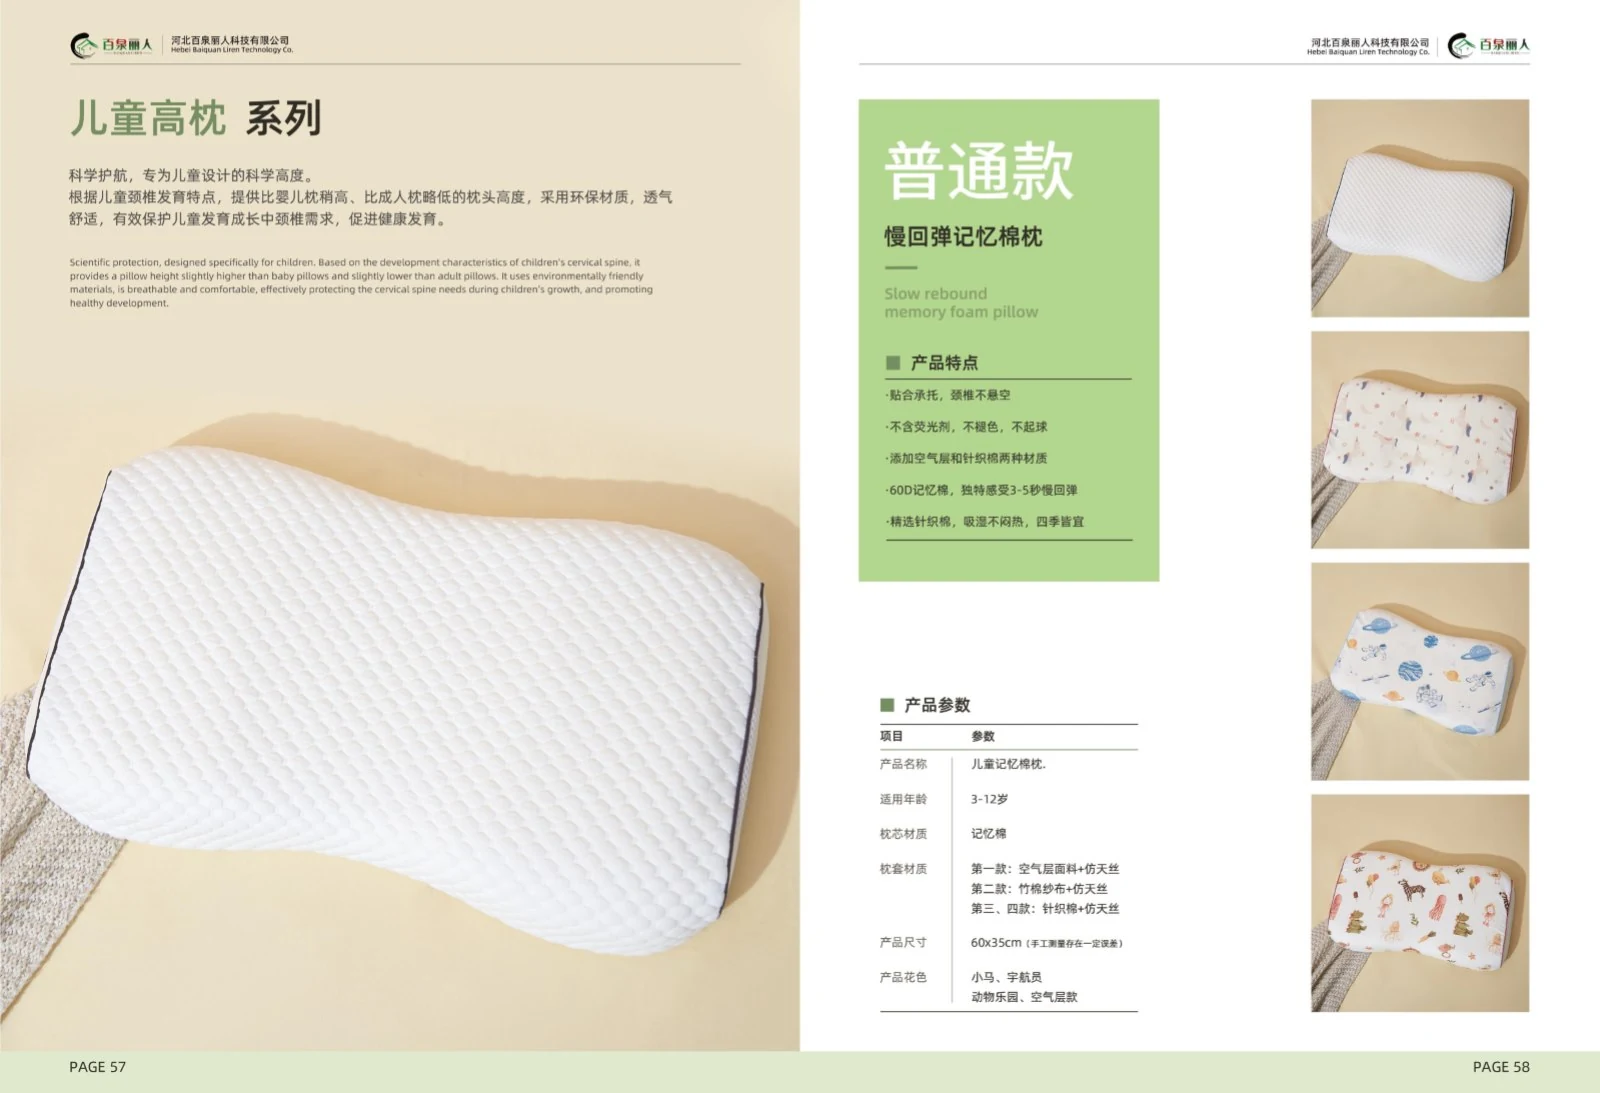 百泉丽人
河北百泉丽人科技有限公司
Hebei Baiquan Liren Technology Co.
儿童高枕 系列
科学护航，专为儿童设计的科学高度。
根据儿童颈椎发育特点，提供比婴儿枕稍高、比成人枕略低的枕头高度，采用环保材质，透气
舒适，有效保护儿童发育成长中颈椎需求，促进健康发育。
Scientific protection, designed specifically for children. Based on the development characteristics of children's cervical spine, it
provides a pillow height slightly higher than baby pillows and slightly lower than adult pillows. It uses environmentally friendly
materials, is breathable and comfortable, effectively protecting the cervical spine needs during children's growth, and promoting
healthy development.
PAGE 57
河北百泉丽人科技有限公司
Hebei Baiquan Liren Technology Co.
百泉丽人
普通款
慢回弹记忆棉枕
Slow rebound
memory foam pillow
产品特点
·贴合承托，颈椎不悬空
·不含荧光剂，不褪色，不起球
·添加空气层和针织棉两种材质
·60D记忆棉，独特感受3-5秒慢回弹
·精选针织棉，吸湿不闷热，四季皆宜
产品参数
项目 参数
产品名称 儿童记忆棉枕.
适用年龄 3-12岁
枕芯材质 记忆棉
枕套材质 第一款：空气层面料+仿天丝
第二款：竹棉纱布+仿天丝
第三、四款：针织棉+仿天丝
产品尺寸 60x35cm（手工测量存在一定误差）
产品花色 小马、宇航员
动物乐园、空气层款
PAGE 58